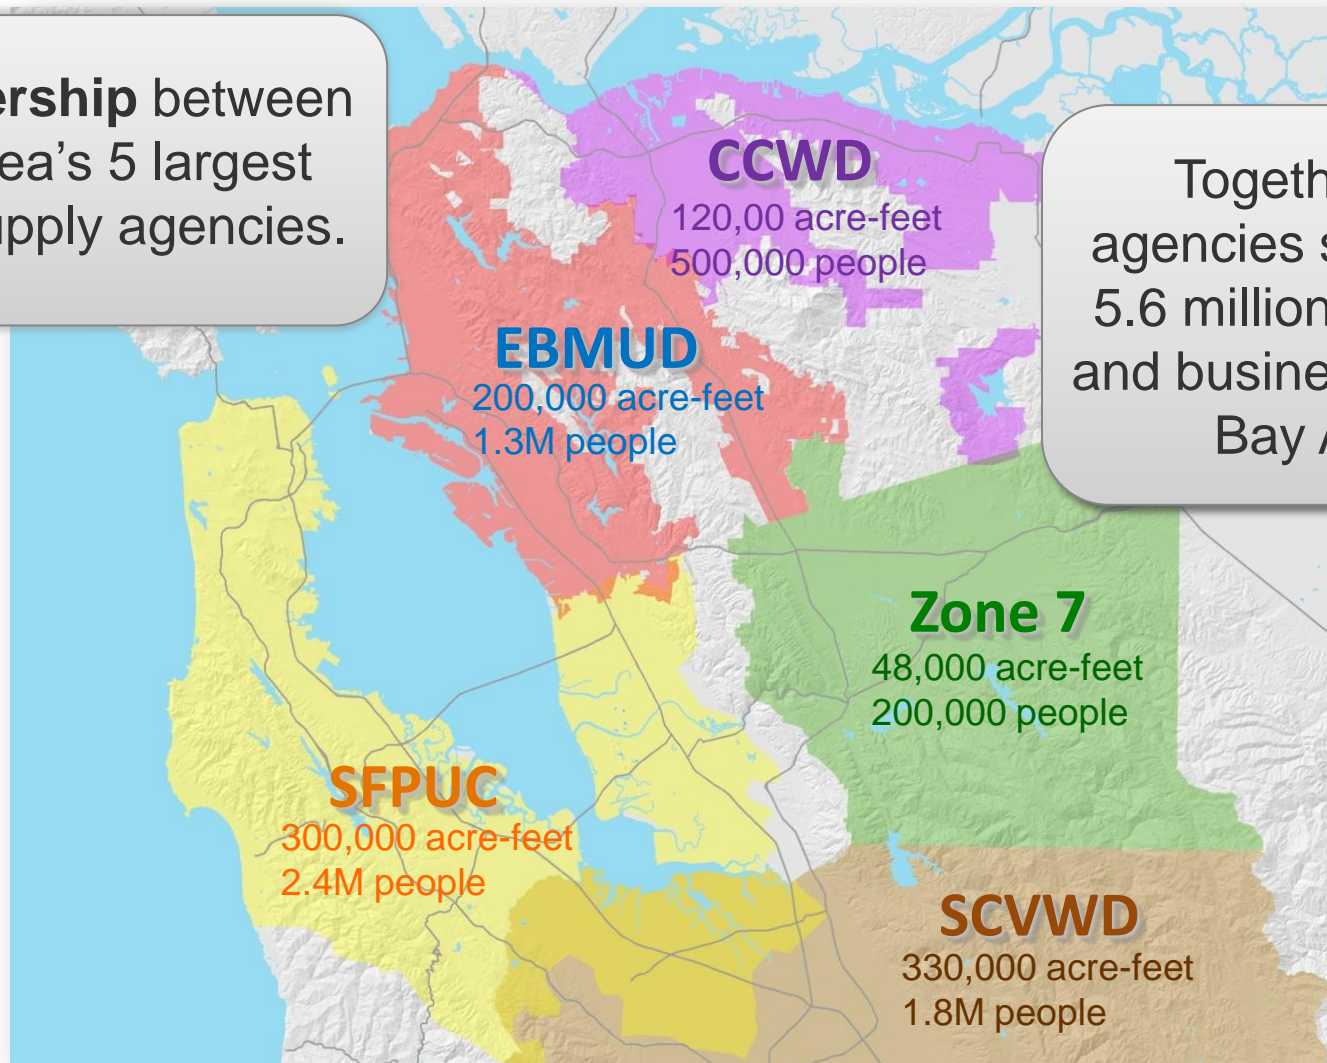 ership between
ea's 5 largest
upply agencies.
CCWD
120,00 acre-feet
500,000 people
Togeth
agencies s
5.6 million
and busine
Bay A
EBMUD
200,000 acre-feet
1.3M people
Zone 7
48,000 acre-feet
200,000 people
SFPUC
300,000 acre-feet
2.4M people
SCVWD
330,000 acre-feet
1.8M people